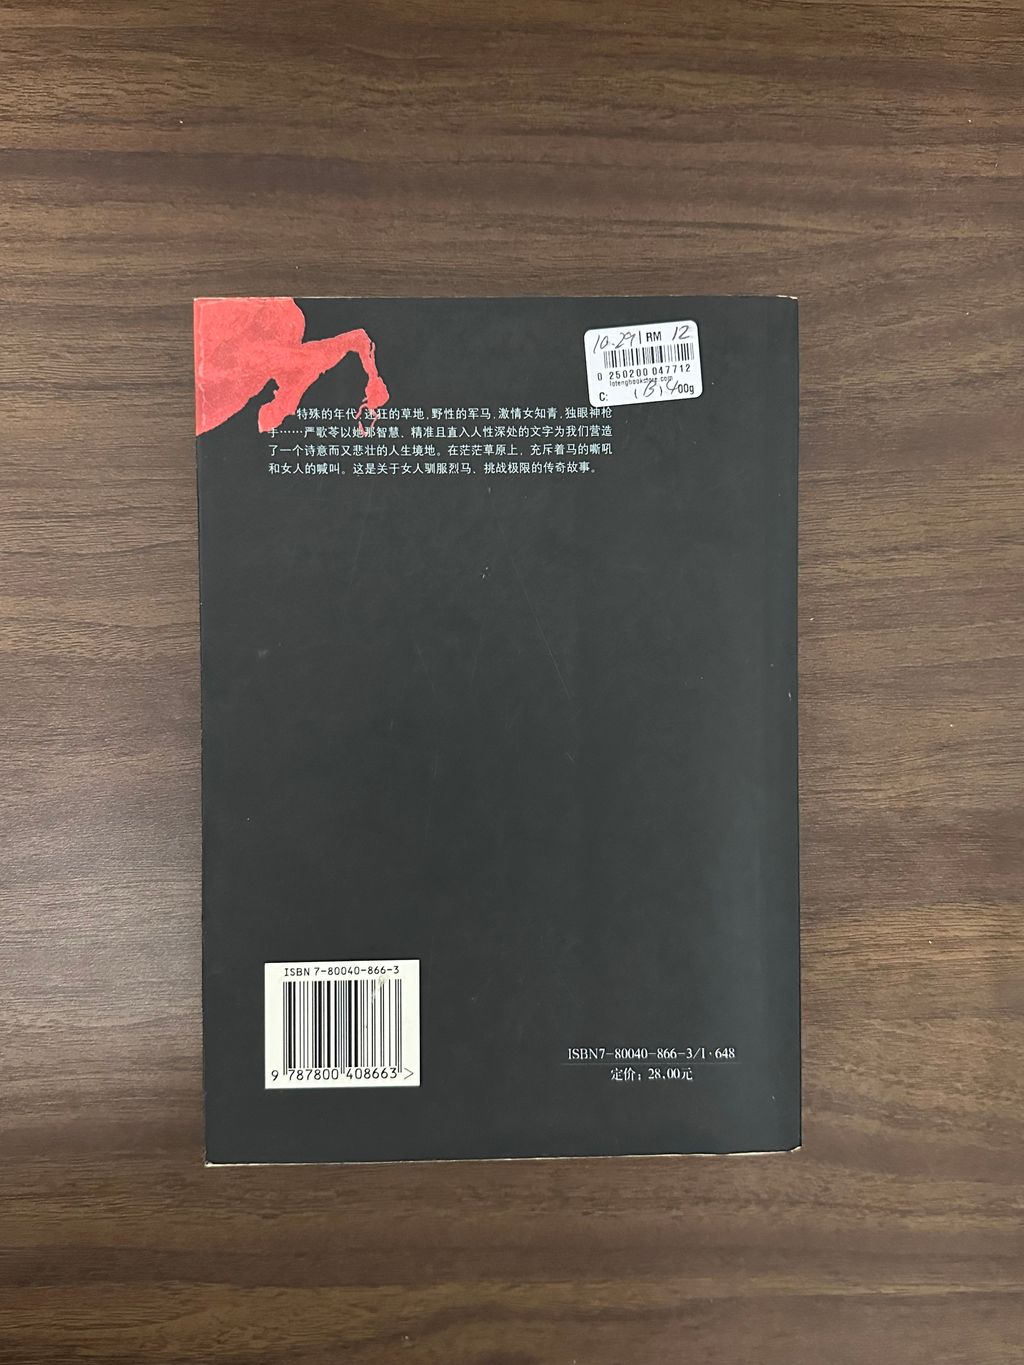 10.29 | RM 12
0 250200 047712
latengbookstore.com
C:
400g
特殊的年代,迷狂的草地,野性的军马,激情女知青,独眼神枪
手……严歌苓以她那智慧、精准且直入人性深处的文字为我们营造
了一个诗意而又悲壮的人生境地。在茫茫草原上，充斥着马的嘶吼
和女人的喊叫。这是关于女人驯服烈马、挑战极限的传奇故事。
ISBN 7-80040-866-3
9 787800 408663 >
ISBN7-80040-866-3/I·648
定价：28.00元